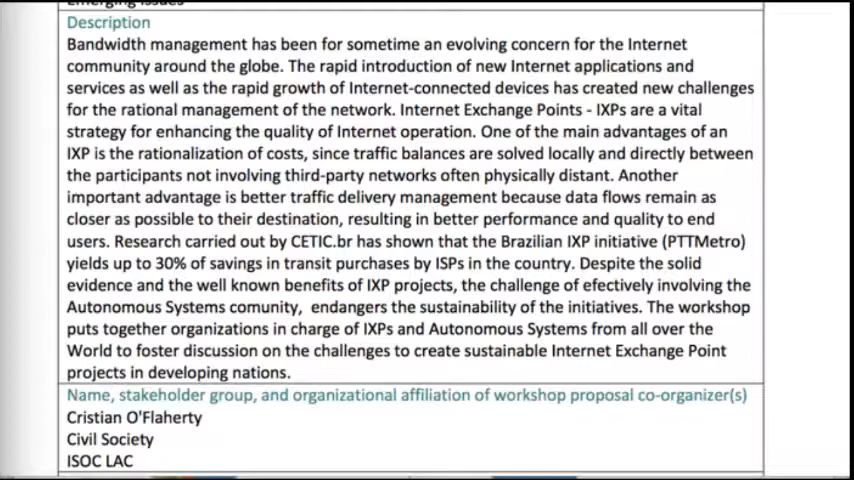 Emerging Issues
Description
Bandwidth management has been for sometime an evolving concern for the Internet
community around the globe. The rapid introduction of new Internet applications and
services as well as the rapid growth of Internet-connected devices has created new challenges
for the rational management of the network. Internet Exchange Points - IXPs are a vital
strategy for enhancing the quality of Internet operation. One of the main advantages of an
IXP is the rationalization of costs, since traffic balances are solved locally and directly between
the participants not involving third-party networks often physically distant. Another
important advantage is better traffic delivery management because data flows remain as
closer as possible to their destination, resulting in better performance and quality to end
users. Research carried out by CETIC.br has shown that the Brazilian IXP initiative (PTTMetro)
yields up to 30% of savings in transit purchases by ISPs in the country. Despite the solid
evidence and the well known benefits of IXP projects, the challenge of efectively involving the
Autonomous Systems comunity,  endangers the sustainability of the initiatives. The workshop
puts together organizations in charge of IXPs and Autonomous Systems from all over the
World to foster discussion on the challenges to create sustainable Internet Exchange Point
projects in developing nations.
Name, stakeholder group, and organizational affiliation of workshop proposal co-organizer(s)
Cristian O'Flaherty
Civil Society
ISOC LAC